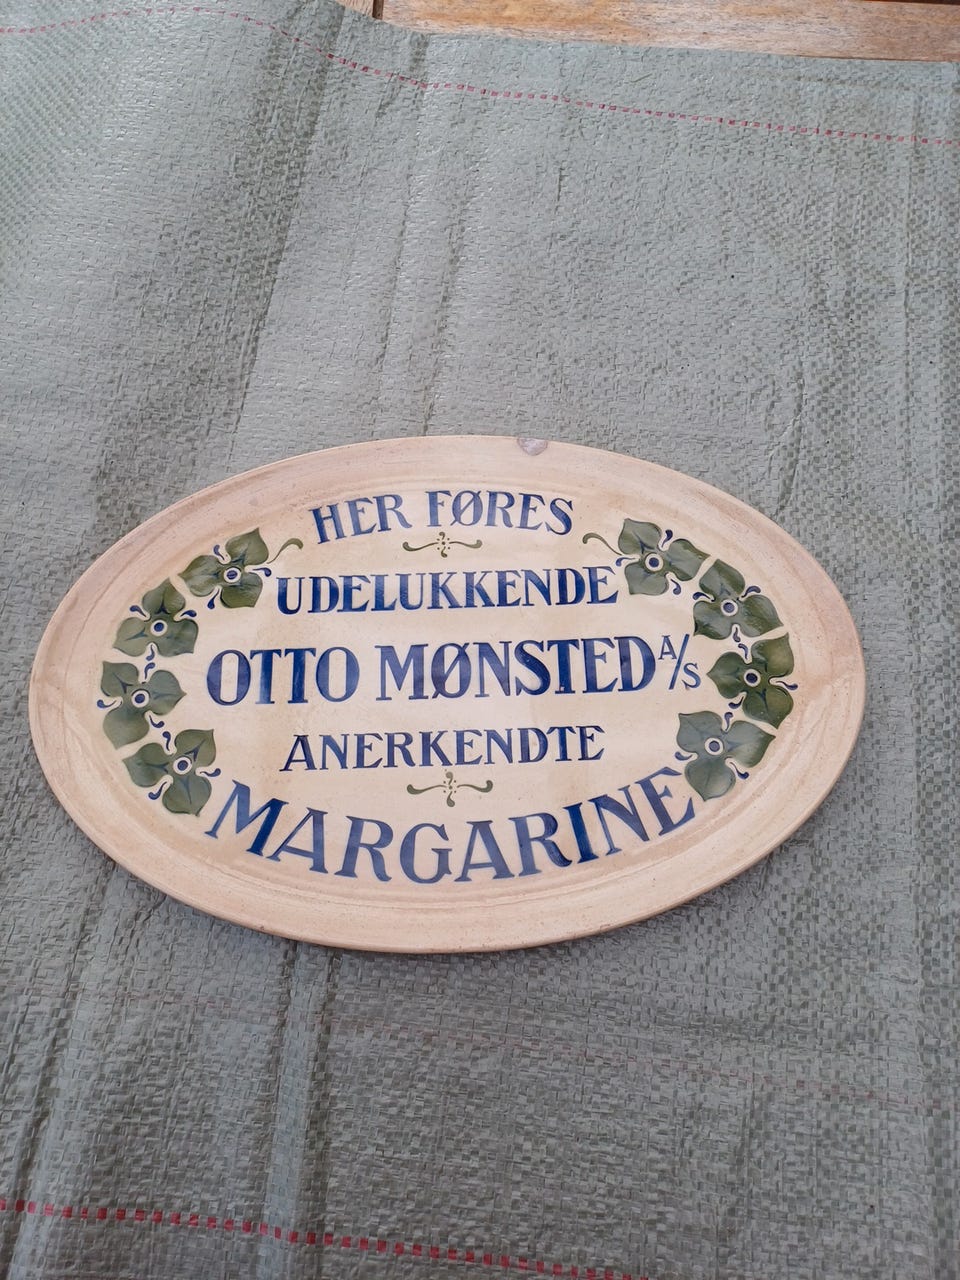 HER FØRES
UDELUKKENDE
OTTO MØNSTED A/S
ANERKENDTE
MARGARINE